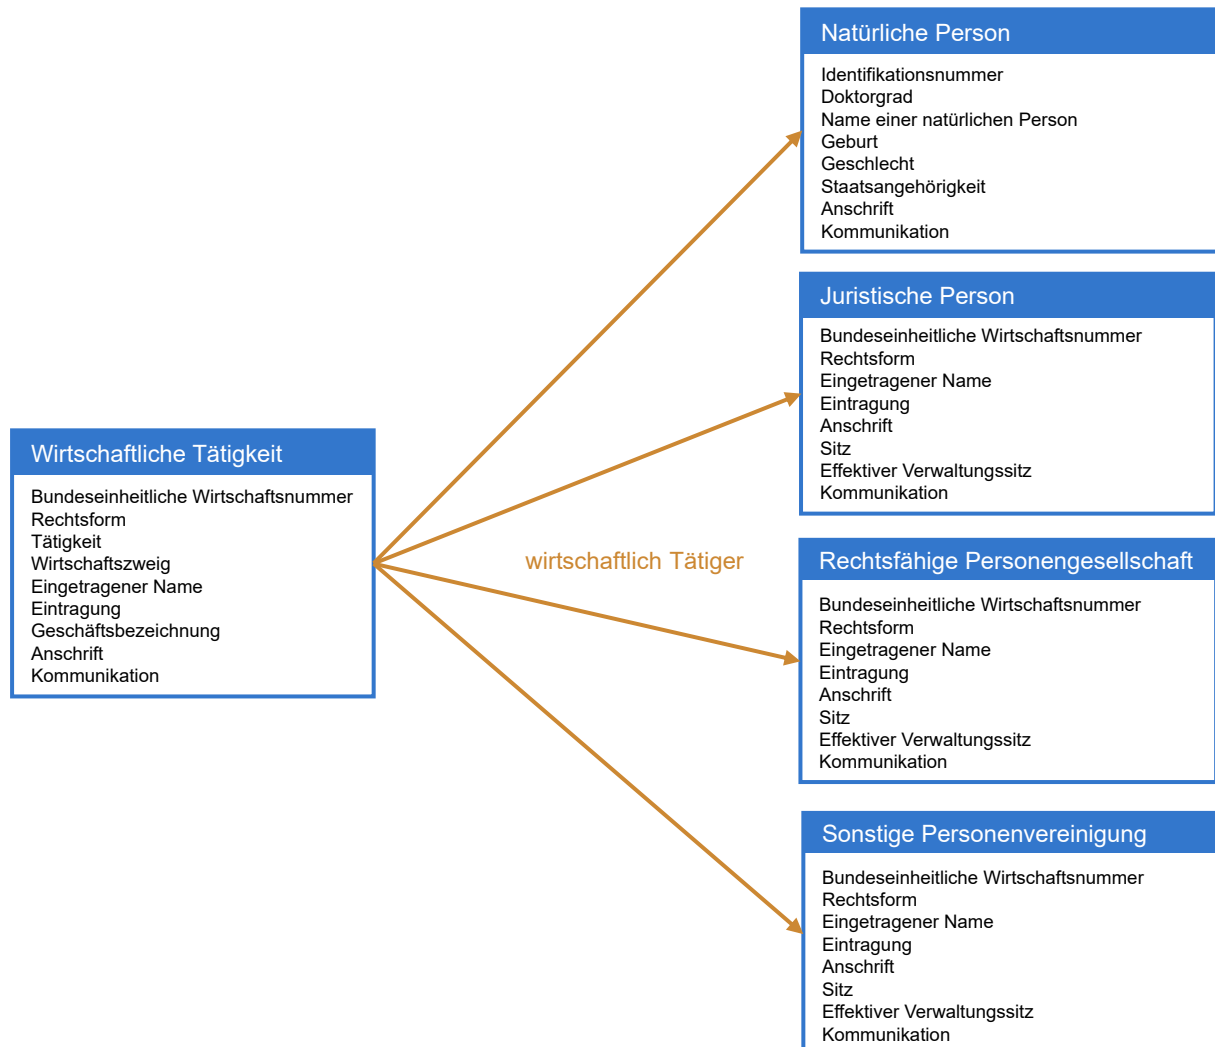 Natürliche Person
Identifikationsnummer
Doktorgrad
Name einer natürlichen Person
Geburt
Geschlecht
Staatsangehörigkeit
Anschrift
Kommunikation
Juristische Person
Bundeseinheitliche Wirtschaftsnummer
Rechtsform
Eingetragener Name
Eintragung
Anschrift
Sitz
Effektiver Verwaltungssitz
Kommunikation
Wirtschaftliche Tätigkeit
Bundeseinheitliche Wirtschaftsnummer
Rechtsform
Tätigkeit
Wirtschaftszweig
Eingetragener Name
Eintragung
Geschäftsbezeichnung
Anschrift
Kommunikation
wirtschaftlich Tätiger
Rechtsfähige Personengesellschaft
Bundeseinheitliche Wirtschaftsnummer
Rechtsform
Eingetragener Name
Eintragung
Anschrift
Sitz
Effektiver Verwaltungssitz
Kommunikation
Sonstige Personenvereinigung
Bundeseinheitliche Wirtschaftsnummer
Rechtsform
Eingetragener Name
Eintragung
Anschrift
Sitz
Effektiver Verwaltungssitz
Kommunikation